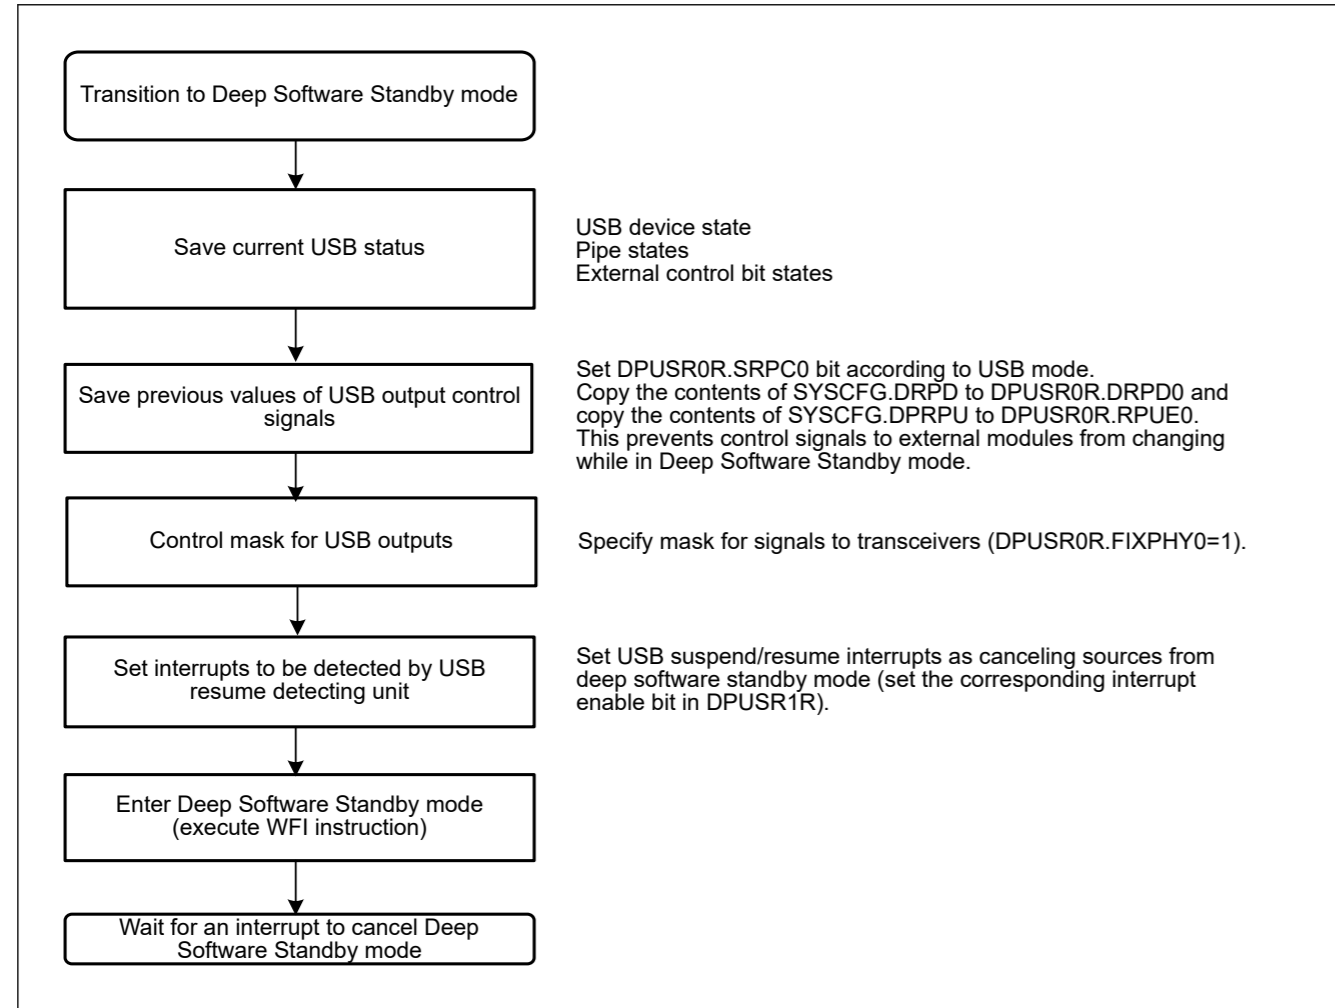 Transition to Deep Software Standby mode
Save current USB status
USB device state
Pipe states
External control bit states
Save previous values of USB output control
signals
Set DPUSR0R.SRPC0 bit according to USB mode.
Copy the contents of SYSCFG.DRPD to DPUSR0R.DRPD0 and
copy the contents of SYSCFG.DPRPU to DPUSR0R.RPUE0.
This prevents control signals to external modules from changing
while in Deep Software Standby mode.
Control mask for USB outputs
Specify mask for signals to transceivers (DPUSR0R.FIXPHY0=1).
Set interrupts to be detected by USB
resume detecting unit
Set USB suspend/resume interrupts as canceling sources from
deep software standby mode (set the corresponding interrupt
enable bit in DPUSR1R).
Enter Deep Software Standby mode
(execute WFI instruction)
Wait for an interrupt to cancel Deep
Software Standby mode